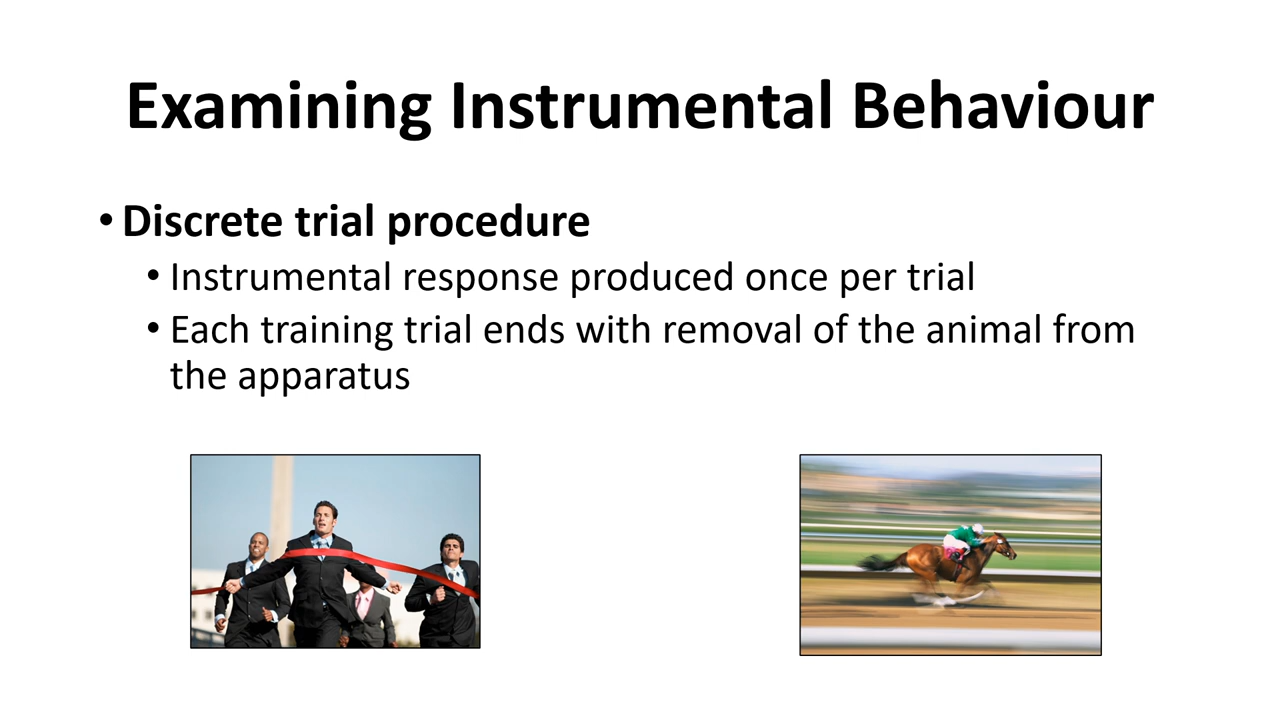 Examining Instrumental Behaviour
• Discrete trial procedure
• Instrumental response produced once per trial
• Each training trial ends with removal of the animal from
the apparatus